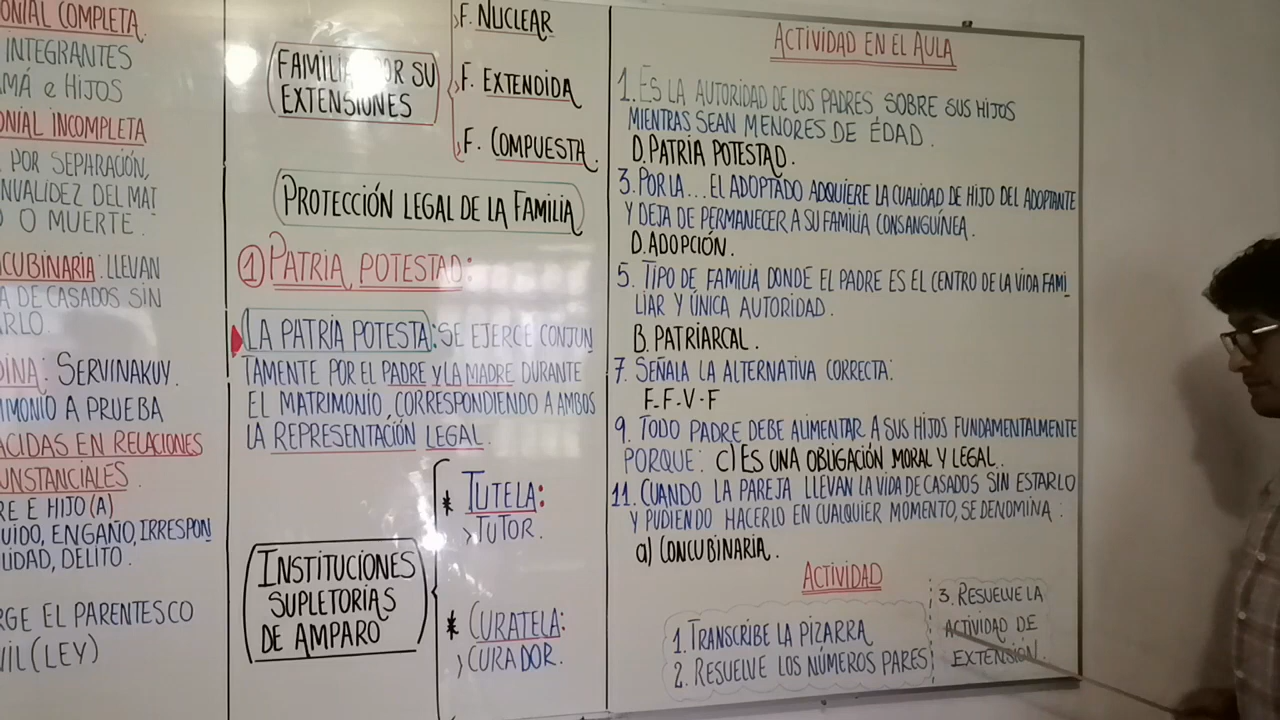 ONIAL COMPLETA.
INTEGRANTES
MÁ e HIJOS
ONIAL INCOMPLETA
POR SEPARACIÓN,
NVALIDEZ DEL MAT
O O MUERTE.
CUBINARIA: LLEVAN
A DE CASADOS SIN
RLO.
DINA: SERVINAKUY.
IMONIO A PRUEBA
ACIDAS EN RELACIONES
CUNSTANCIALES.
RE E HIJO(A)
UIDO, ENGAÑO, IRRESPON
LIDAD, DELITO.
RGE EL PARENTESCO
VIL (LEY)
FAMILIA POR SU
EXTENSIONES
F. NUCLEAR
F. EXTENDIDA
F. COMPUESTA.
PROTECCIÓN LEGAL DE LA FAMILIA
1 PATRIA POTESTAD:
LA PATRIA POTESTA: SE EJERCE CONJUN
TAMENTE POR EL PADRE y LA MADRE DURANTE
EL MATRIMONIO, CORRESPONDIENDO A AMBOS
LA REPRESENTACIÓN LEGAL.
INSTITUCIONES
SUPLETORIAS
DE AMPARO
* TUTELA:
> TUTOR.
* CURATELA:
> CURADOR.
ACTIVIDAD EN EL AULA
1. ES LA AUTORIDAD DE LOS PADRES SOBRE SUS HIJOS
MIENTRAS SEAN MENORES DE ÉDAD.
D. PATRIA POTESTAD.
3. POR LA... EL ADOPTADO ADQUIERE LA CUALIDAD DE HIJO DEL ADOPTANTE
Y DEJA DE PERMANECER A SU FAMILIA CONSANGUÍNEA.
D. ADOPCIÓN.
5. TIPO DE FAMILIA DONDE EL PADRE ES EL CENTRO DE LA VIDA FAMI
LIAR Y ÚNICA AUTORIDAD.
B. PATRIARCAL.
7. SEÑALA LA ALTERNATIVA CORRECTA:
F-F-V-F
9. TODO PADRE DEBE ALIMENTAR A SUS HIJOS FUNDAMENTALMENTE
PORQUE: c) ES UNA OBLIGACIÓN MORAL Y LEGAL..
11. CUANDO LA PAREJA LLEVAN LA VIDA DE CASADOS SIN ESTARLO
Y PUDIENDO HACERLO EN CUALQUIER MOMENTO, SE DENOMINA:
a) CONCUBINARIA.
ACTIVIDAD
1. TRANSCRIBE LA PIZARRA
2. RESUELVE LOS NÚMEROS PARES
3. RESUELVE LA
ACTIVIDAD DE
EXTENSIÓN.